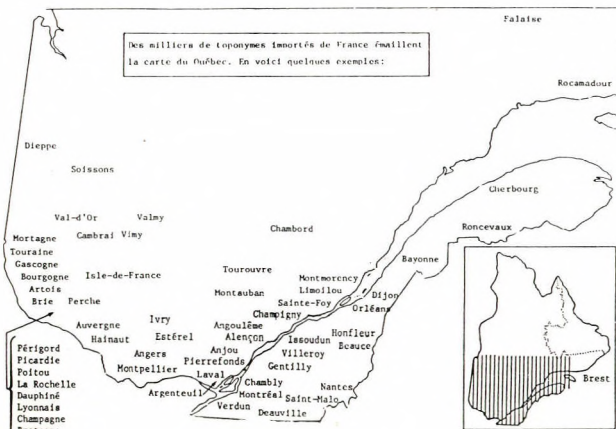 Des milliers de toponymes importés de France émaillent
la carte du Québec. En voici quelques exemples:
Falaise
Rocamadour
Dieppe
Soissons
Cherbourg
Val-d'Or Valmy
Chambord
Roncevaux
Mortagne Cambrai Vimy
Touraine
Gascogne
Bayonne
Bourgogne Isle-de-France
Tourouvre Montmorency
Artois
Montauban Limoilou
Dijon
Brie Perche
Sainte-Foy
Orléans
Champigny
Auvergne Ivry
Angoulême
Honfleur
Hainaut Estérel Alençon Issoudun
Beauce
Périgord
Angers Anjou Villeroy
Picardie
Pierrefonds Gentilly
Poitou
Montpellier Laval
Brest
La Rochelle
Chambly Nantes
Dauphiné
Argenteuil Montréal Saint-Malo
Lyonnais
Verdun
Champagne
Deauville